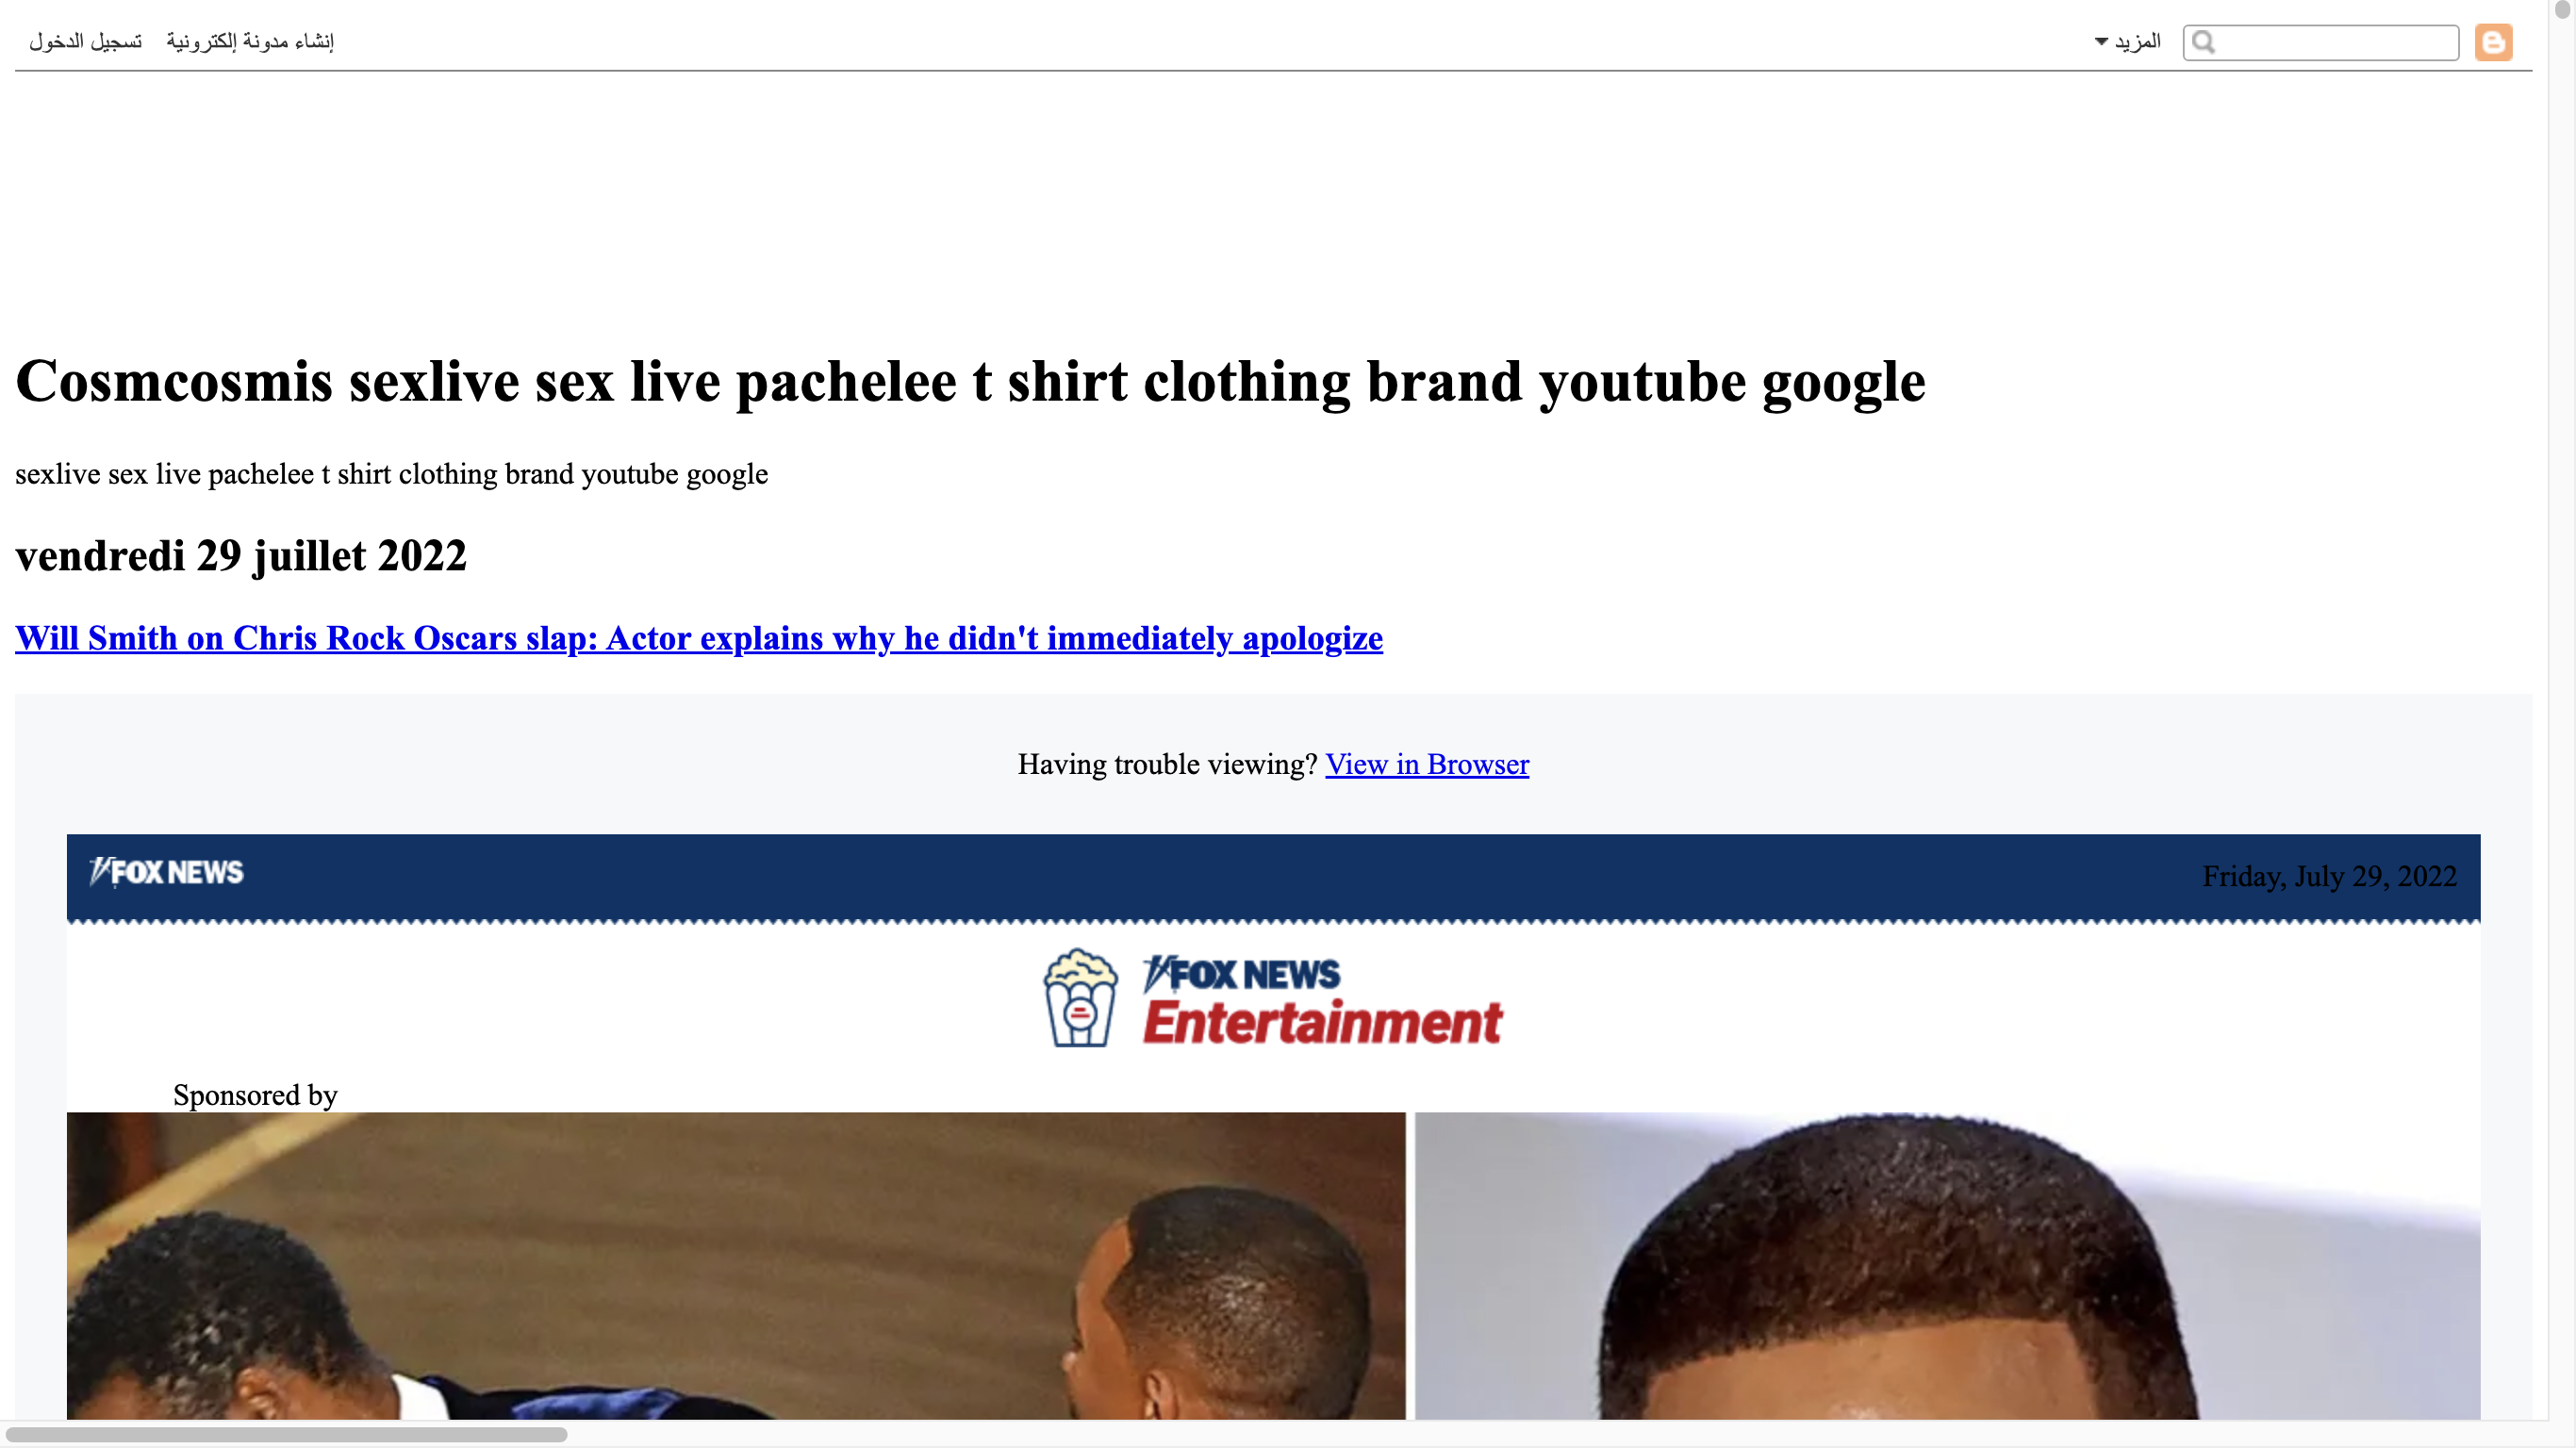 تسجيل الدخول إنشاء مدونة إلكترونية المزيد
Cosmcosmis sexlive sex live pachelee t shirt clothing brand youtube google
sexlive sex live pachelee t shirt clothing brand youtube google
vendredi 29 juillet 2022
Will Smith on Chris Rock Oscars slap: Actor explains why he didn't immediately apologize
Having trouble viewing? View in Browser
FOX NEWS Friday, July 29, 2022
FOX NEWS
Entertainment
Sponsored by